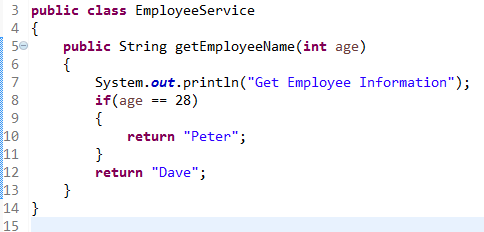 3 public class EmployeeService
4 {
5 public String getEmployeeName(int age)
6 {
7 System.out.println("Get Employee Information");
8 if(age == 28)
9 {
10 return "Peter";
11 }
12 return "Dave";
13 }
14 }
15